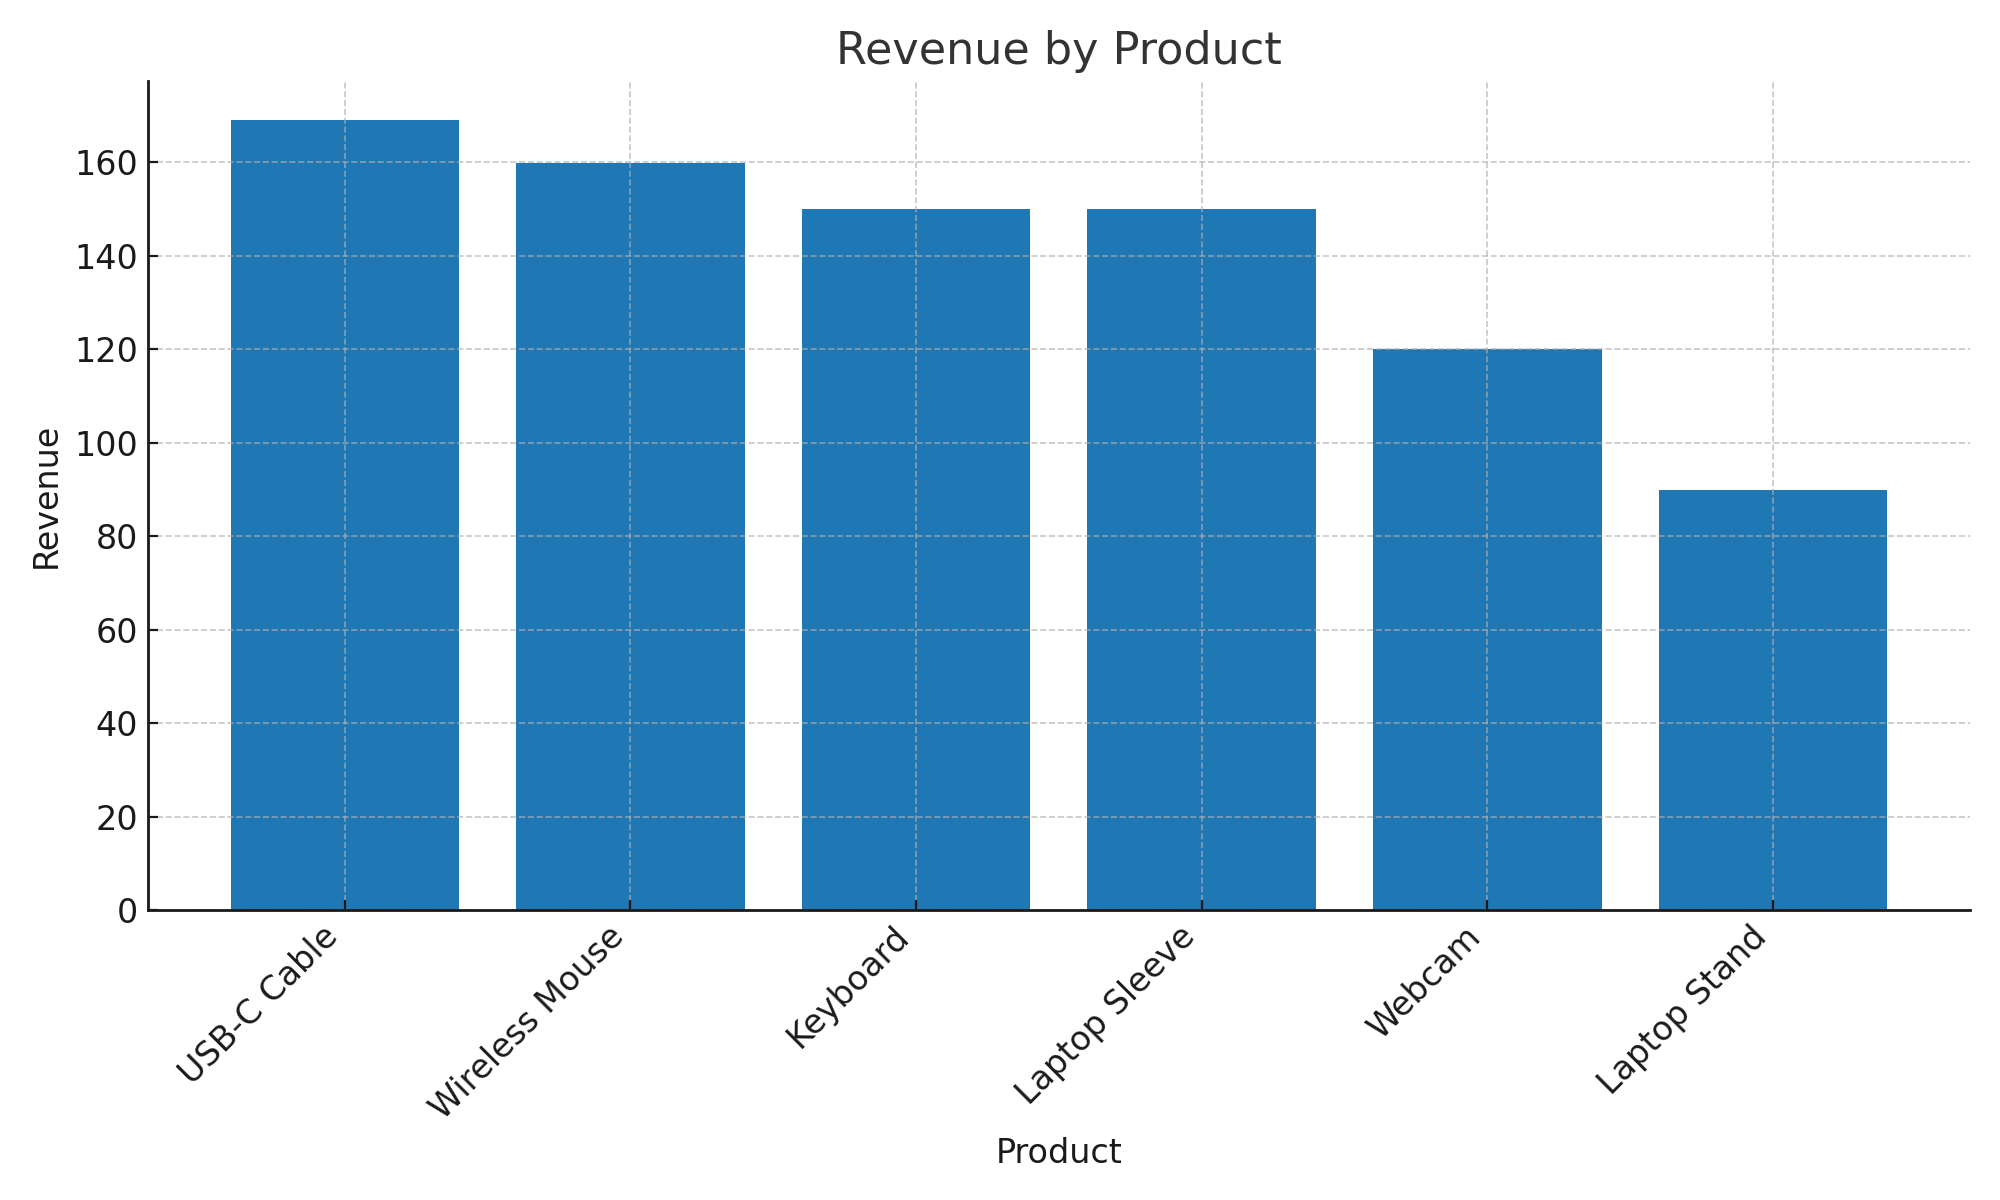 Revenue by Product
Revenue
160
140
120
100
80
60
40
20
0
USB-C Cable
Wireless Mouse
Keyboard
Laptop Sleeve
Webcam
Laptop Stand
Product